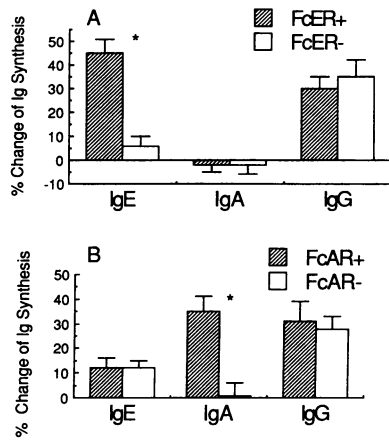 A
FcER+
FcER-
*
% Change of Ig Synthesis
50
40
30
20
10
0
-10
IgE
IgA
IgG
B
FcAR+
FcAR-
*
% Change of Ig Synthesis
50
40
30
20
10
0
IgE
IgA
IgG